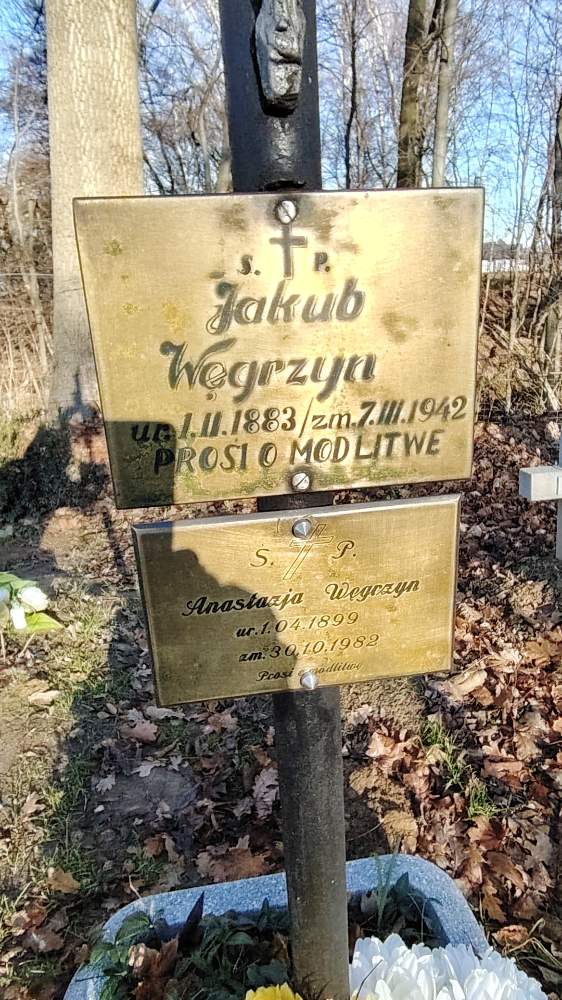 Ś. P.
Jakub
Węgrzyn
ur. 1.II.1883/zm.7.III.1942
PROSI O MODLITWĘ
Ś. P.
Anastazja Węgrzyn
ur. 1.04.1899
zm. 30.10.1982
Prosi o modlitwę